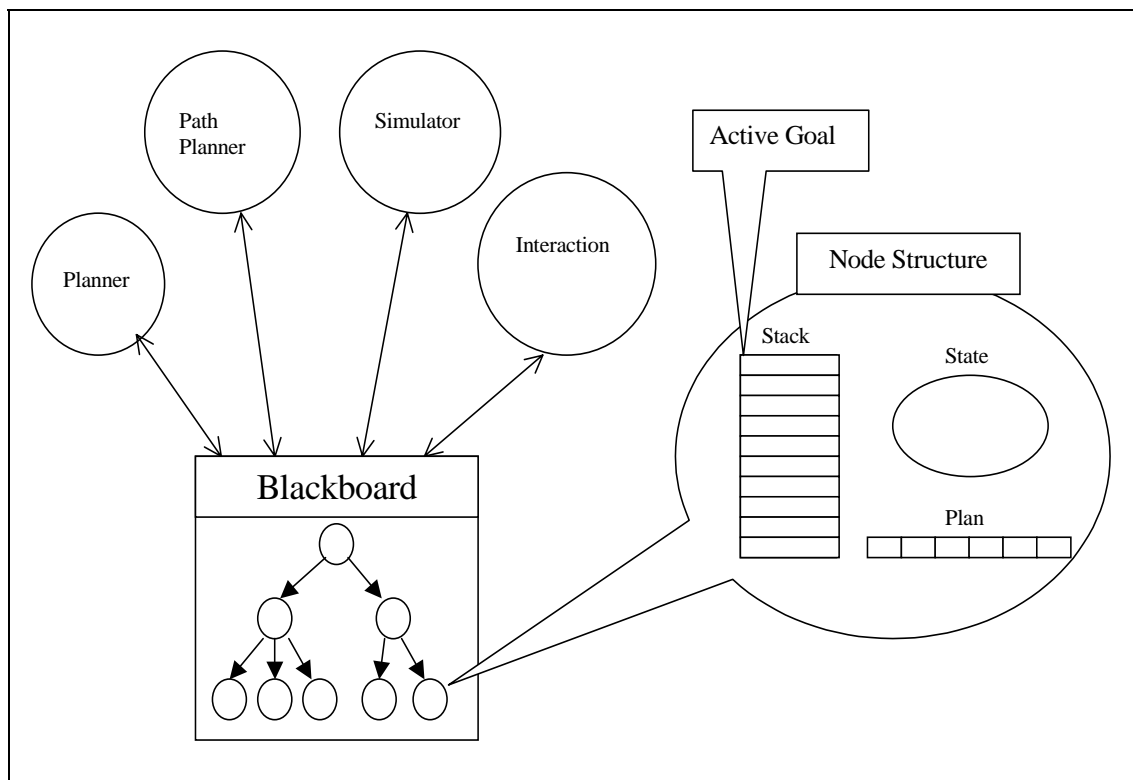 Path
Planner
Simulator
Active Goal
Interaction
Node Structure
Planner
Stack
State
Blackboard
Plan